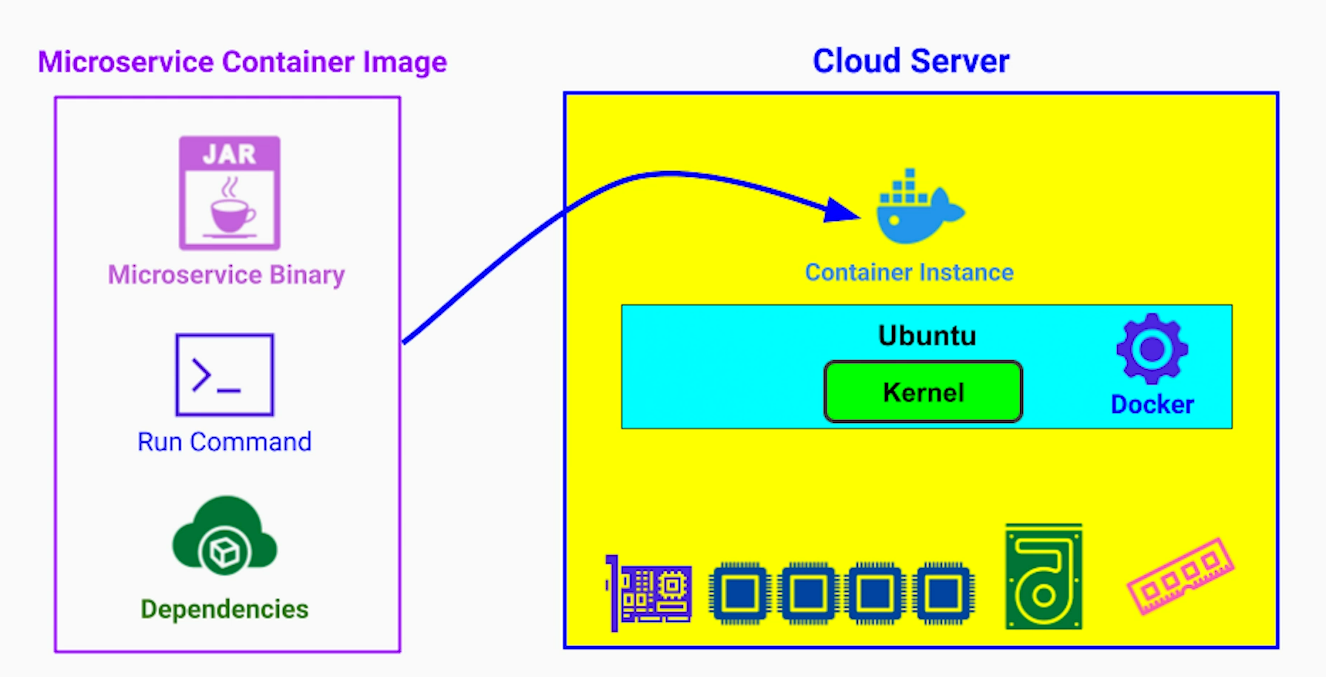 Microservice Container Image
JAR
Microservice Binary
>_
Run Command
Dependencies
Cloud Server
Container Instance
Ubuntu
Kernel
Docker